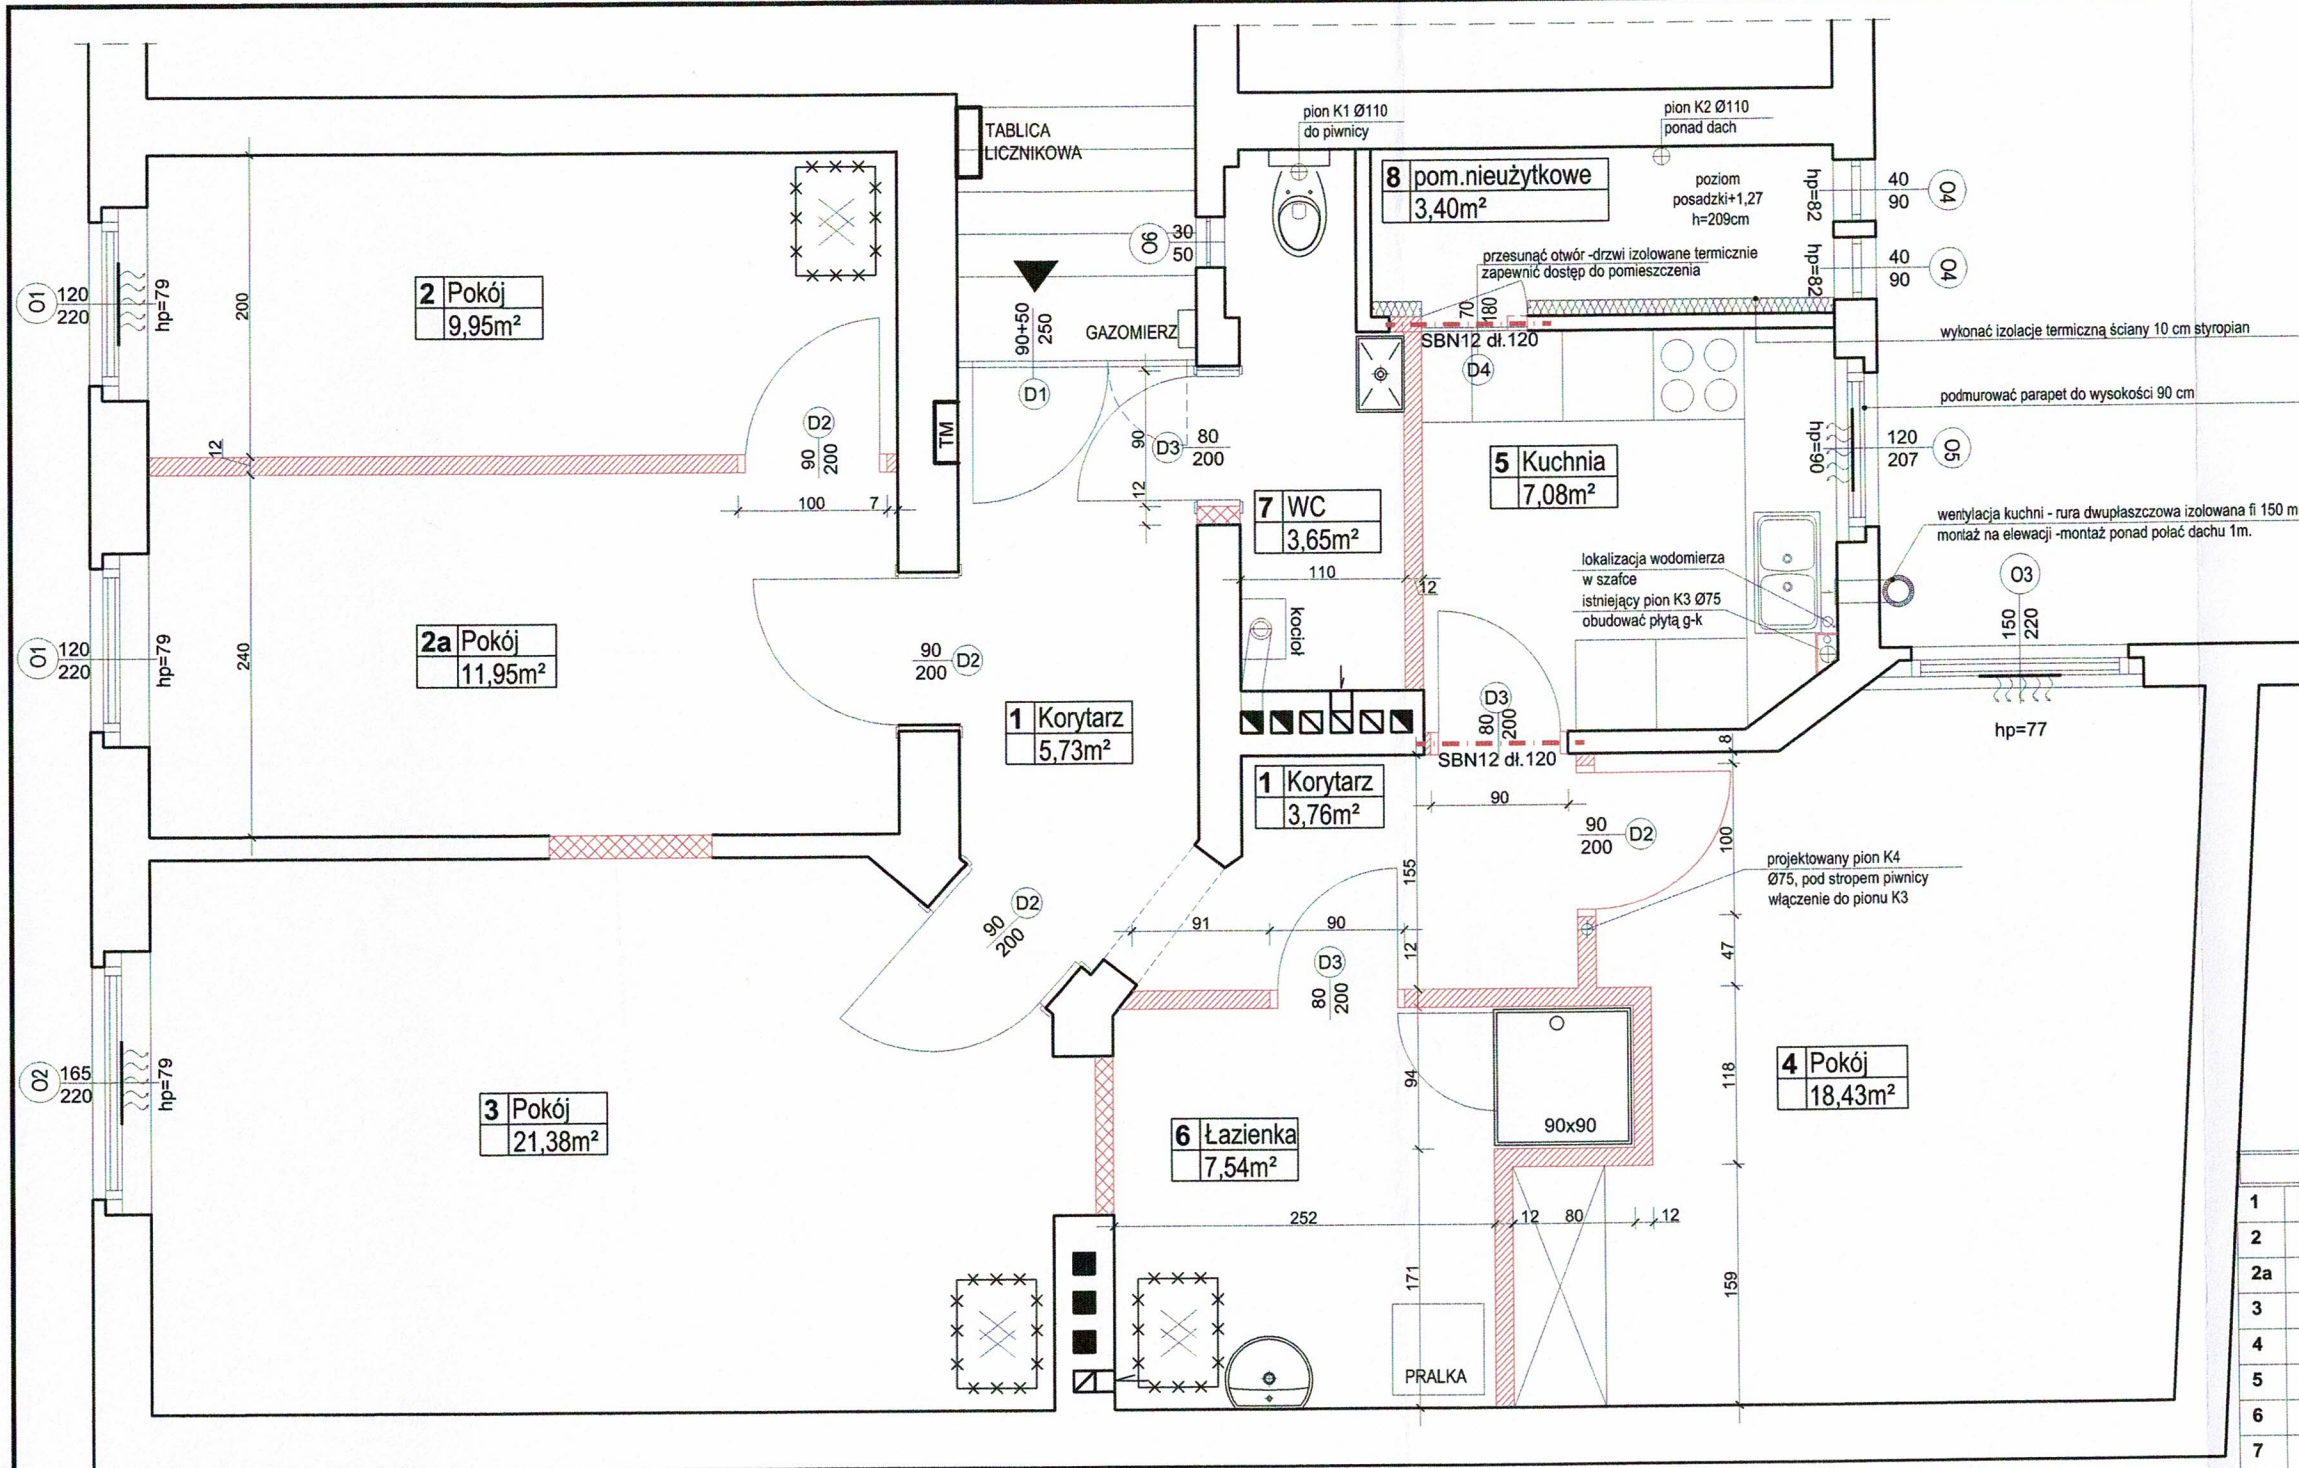 pion K1 Ø110
do piwnicy
pion K2 Ø110
ponad dach
TABLICA
LICZNIKOWA
8 pom.nieużytkowe
3,40m²
poziom
posadzki+1,27
h=209cm
hp=82
40
90
O4
hp=82
40
90
O4
przesunąć otwór -drzwi izolowane termicznie
zapewnić dostęp do pomieszczenia
O6
30
50
2 Pokój
9,95m²
O1
120
220
hp=79
200
90+50
250
D1
GAZOMIERZ
70
180
SBN12 dł.120
D4
wykonać izolacje termiczną ściany 10 cm styropian
podmurować parapet do wysokości 90 cm
TM
D2
90
200
12
100
7
90
12
D3
80
200
5 Kuchnia
7,08m²
hp=90
120
207
O5
7 WC
3,65m²
wentylacja kuchni - rura dwupłaszczowa izolowana fi 150 m
montaż na elewacji -montaż ponad połać dachu 1m.
110
12
lokalizacja wodomierza
w szafce
istniejący pion K3 Ø75
obudować płytą g-k
O3
150
220
hp=77
kocioł
O1
120
220
hp=79
240
2a Pokój
11,95m²
90
200
D2
1 Korytarz
5,73m²
D3
80
200
SBN12 dł.120
8
1 Korytarz
3,76m²
90
90
200
D2
100
155
projektowany pion K4
Ø75, pod stropem piwnicy
włączenie do pionu K3
D2
90
200
91
90
12
47
D3
80
200
O2
165
220
hp=79
3 Pokój
21,38m²
6 Łazienka
7,54m²
94
90x90
118
4 Pokój
18,43m²
252
12
80
12
171
159
PRALKA
1
2
2a
3
4
5
6
7